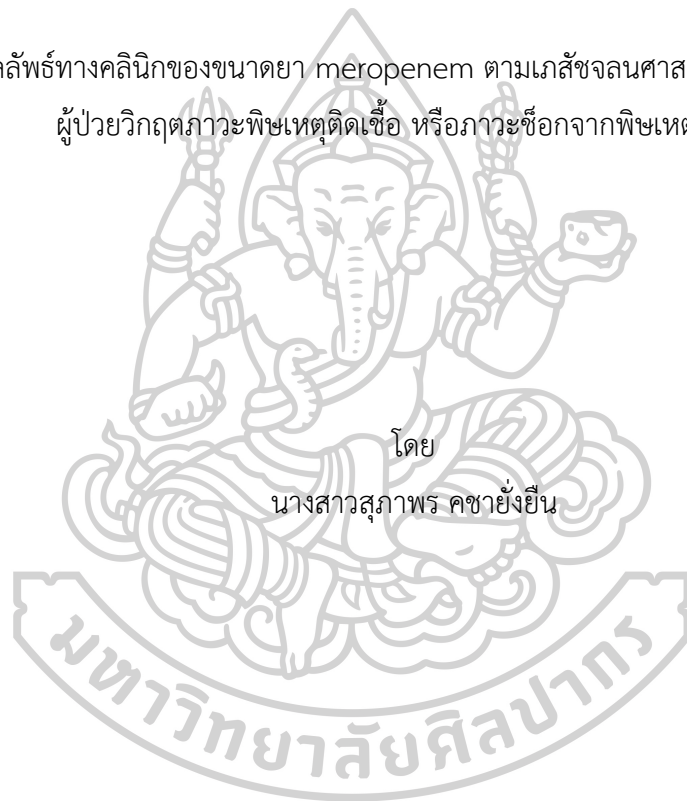 ลลัพธ์ทางคลินิกของขนาดยา meropenem ตามเภสัชจลนศาส
ผู้ป่วยวิกฤตภาวะพิษเหตุติดเชื้อ หรือภาวะช็อกจากพิษเหต
โดย
นางสาวสุภาพร คชายั่งยืน
มหาวิทยาลัยศิลปากร